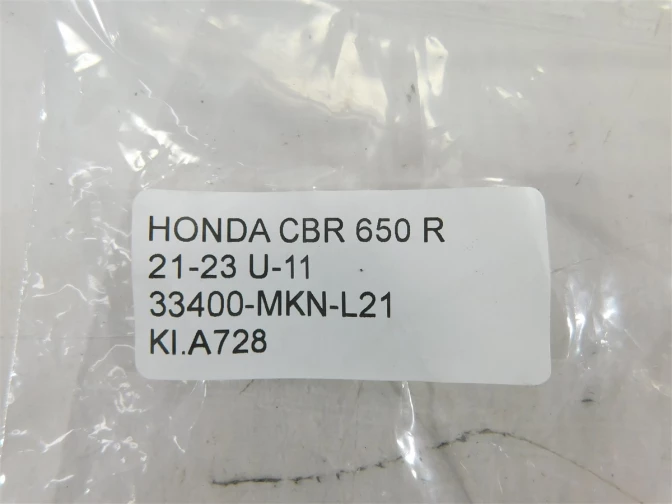 HONDA CBR 650 R
21-23 U-11
33400-MKN-L21
KI.A728